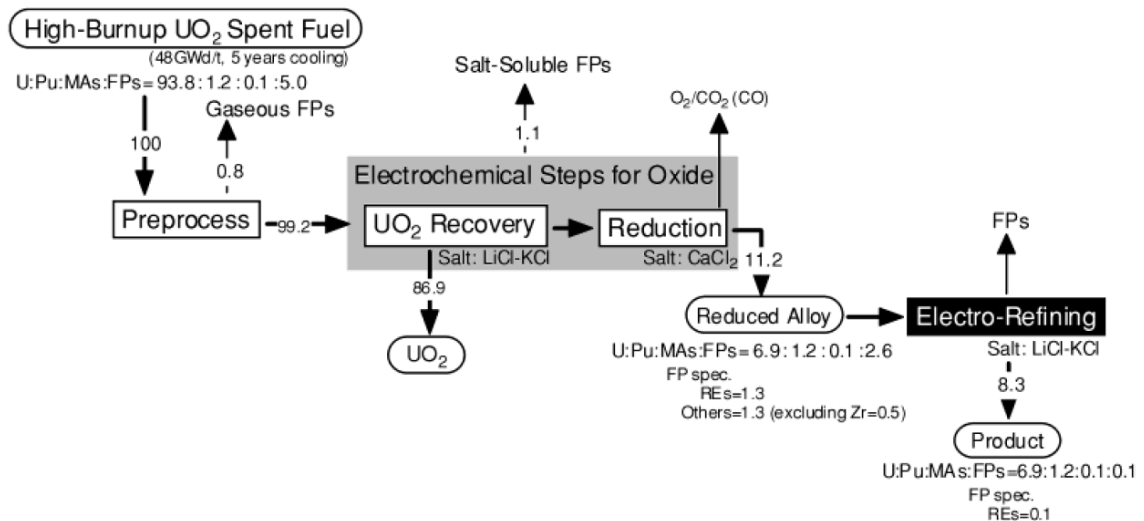 High-Burnup UO₂ Spent Fuel
(48GWd/t, 5 years cooling)
U:Pu:MAs:FPs= 93.8 : 1.2 : 0.1 :5.0
Gaseous FPs
100
0.8
Preprocess
99.2
Salt-Soluble FPs
1.1
O₂/CO₂ (CO)
Electrochemical Steps for Oxide
UO₂ Recovery
Salt: LiCl-KCl
Reduction
Salt: CaCl₂
86.9
UO₂
11.2
Reduced Alloy
U:Pu:MAs:FPs= 6.9 : 1.2 : 0.1 :2.6
FP spec.
REs=1.3
Others=1.3 (excluding Zr=0.5)
FPs
Electro-Refining
Salt: LiCl-KCl
8.3
Product
U:Pu:MAs:FPs=6.9:1.2:0.1:0.1
FP spec.
REs=0.1